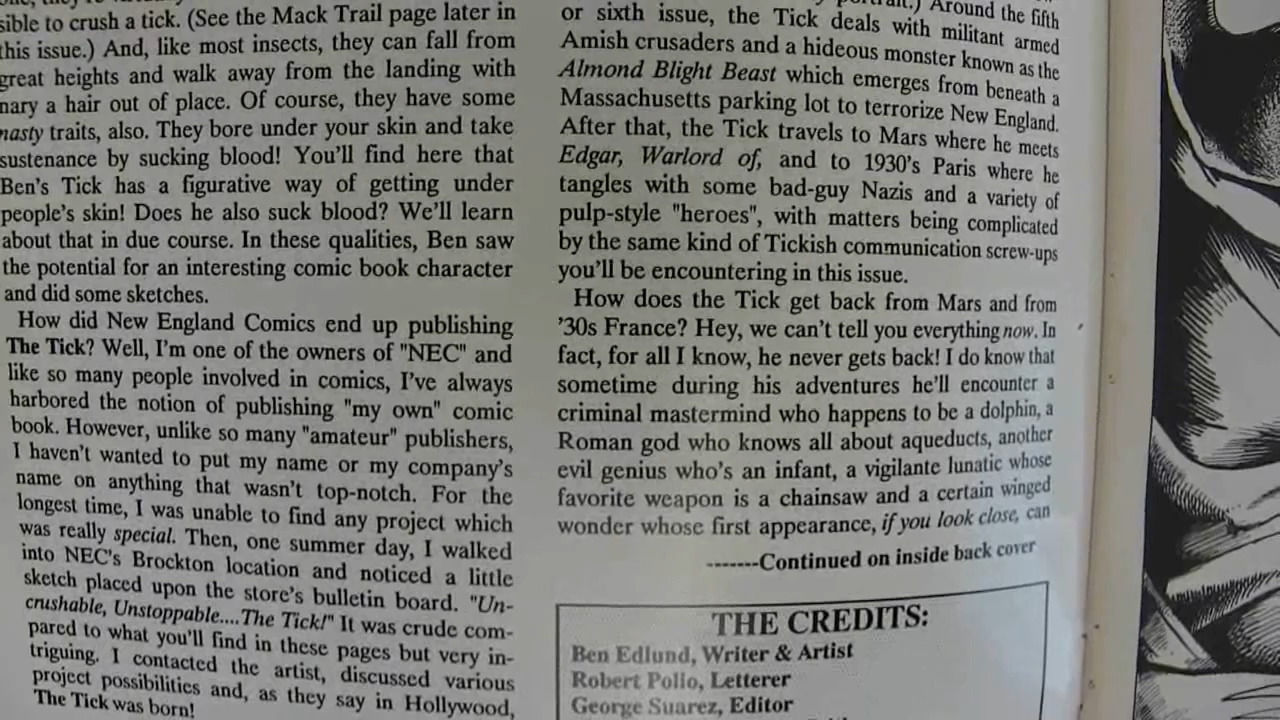 sible to crush a tick. (See the Mack Trail page later in
this issue.) And, like most insects, they can fall from
great heights and walk away from the landing with
nary a hair out of place. Of course, they have some
nasty traits, also. They bore under your skin and take
sustenance by sucking blood! You'll find here that
Ben's Tick has a figurative way of getting under
people's skin! Does he also suck blood? We'll learn
about that in due course. In these qualities, Ben saw
the potential for an interesting comic book character
and did some sketches.
How did New England Comics end up publishing
The Tick? Well, I'm one of the owners of "NEC" and
like so many people involved in comics, I've always
harbored the notion of publishing "my own" comic
book. However, unlike so many "amateur" publishers,
I haven't wanted to put my name or my company's
name on anything that wasn't top-notch. For the
longest time, I was unable to find any project which
was really special. Then, one summer day, I walked
into NEC's Brockton location and noticed a little
sketch placed upon the store's bulletin board. "Un-
crushable, Unstoppable....The Tick!" It was crude com-
pared to what you'll find in these pages but very in-
triguing. I contacted the artist, discussed various
project possibilities and, as they say in Hollywood,
The Tick was born!
Around the fifth
or sixth issue, the Tick deals with militant armed
Amish crusaders and a hideous monster known as the
Almond Blight Beast which emerges from beneath a
Massachusetts parking lot to terrorize New England.
After that, the Tick travels to Mars where he meets
Edgar, Warlord of, and to 1930's Paris where he
tangles with some bad-guy Nazis and a variety of
pulp-style "heroes", with matters being complicated
by the same kind of Tickish communication screw-ups
you'll be encountering in this issue.
How does the Tick get back from Mars and from
'30s France? Hey, we can't tell you everything now. In
fact, for all I know, he never gets back! I do know that
sometime during his adventures he'll encounter a
criminal mastermind who happens to be a dolphin, a
Roman god who knows all about aqueducts, another
evil genius who's an infant, a vigilante lunatic whose
favorite weapon is a chainsaw and a certain winged
wonder whose first appearance, if you look close, can
-------Continued on inside back cover
THE CREDITS:
Ben Edlund, Writer & Artist
Robert Polio, Letterer
George Suarez, Editor